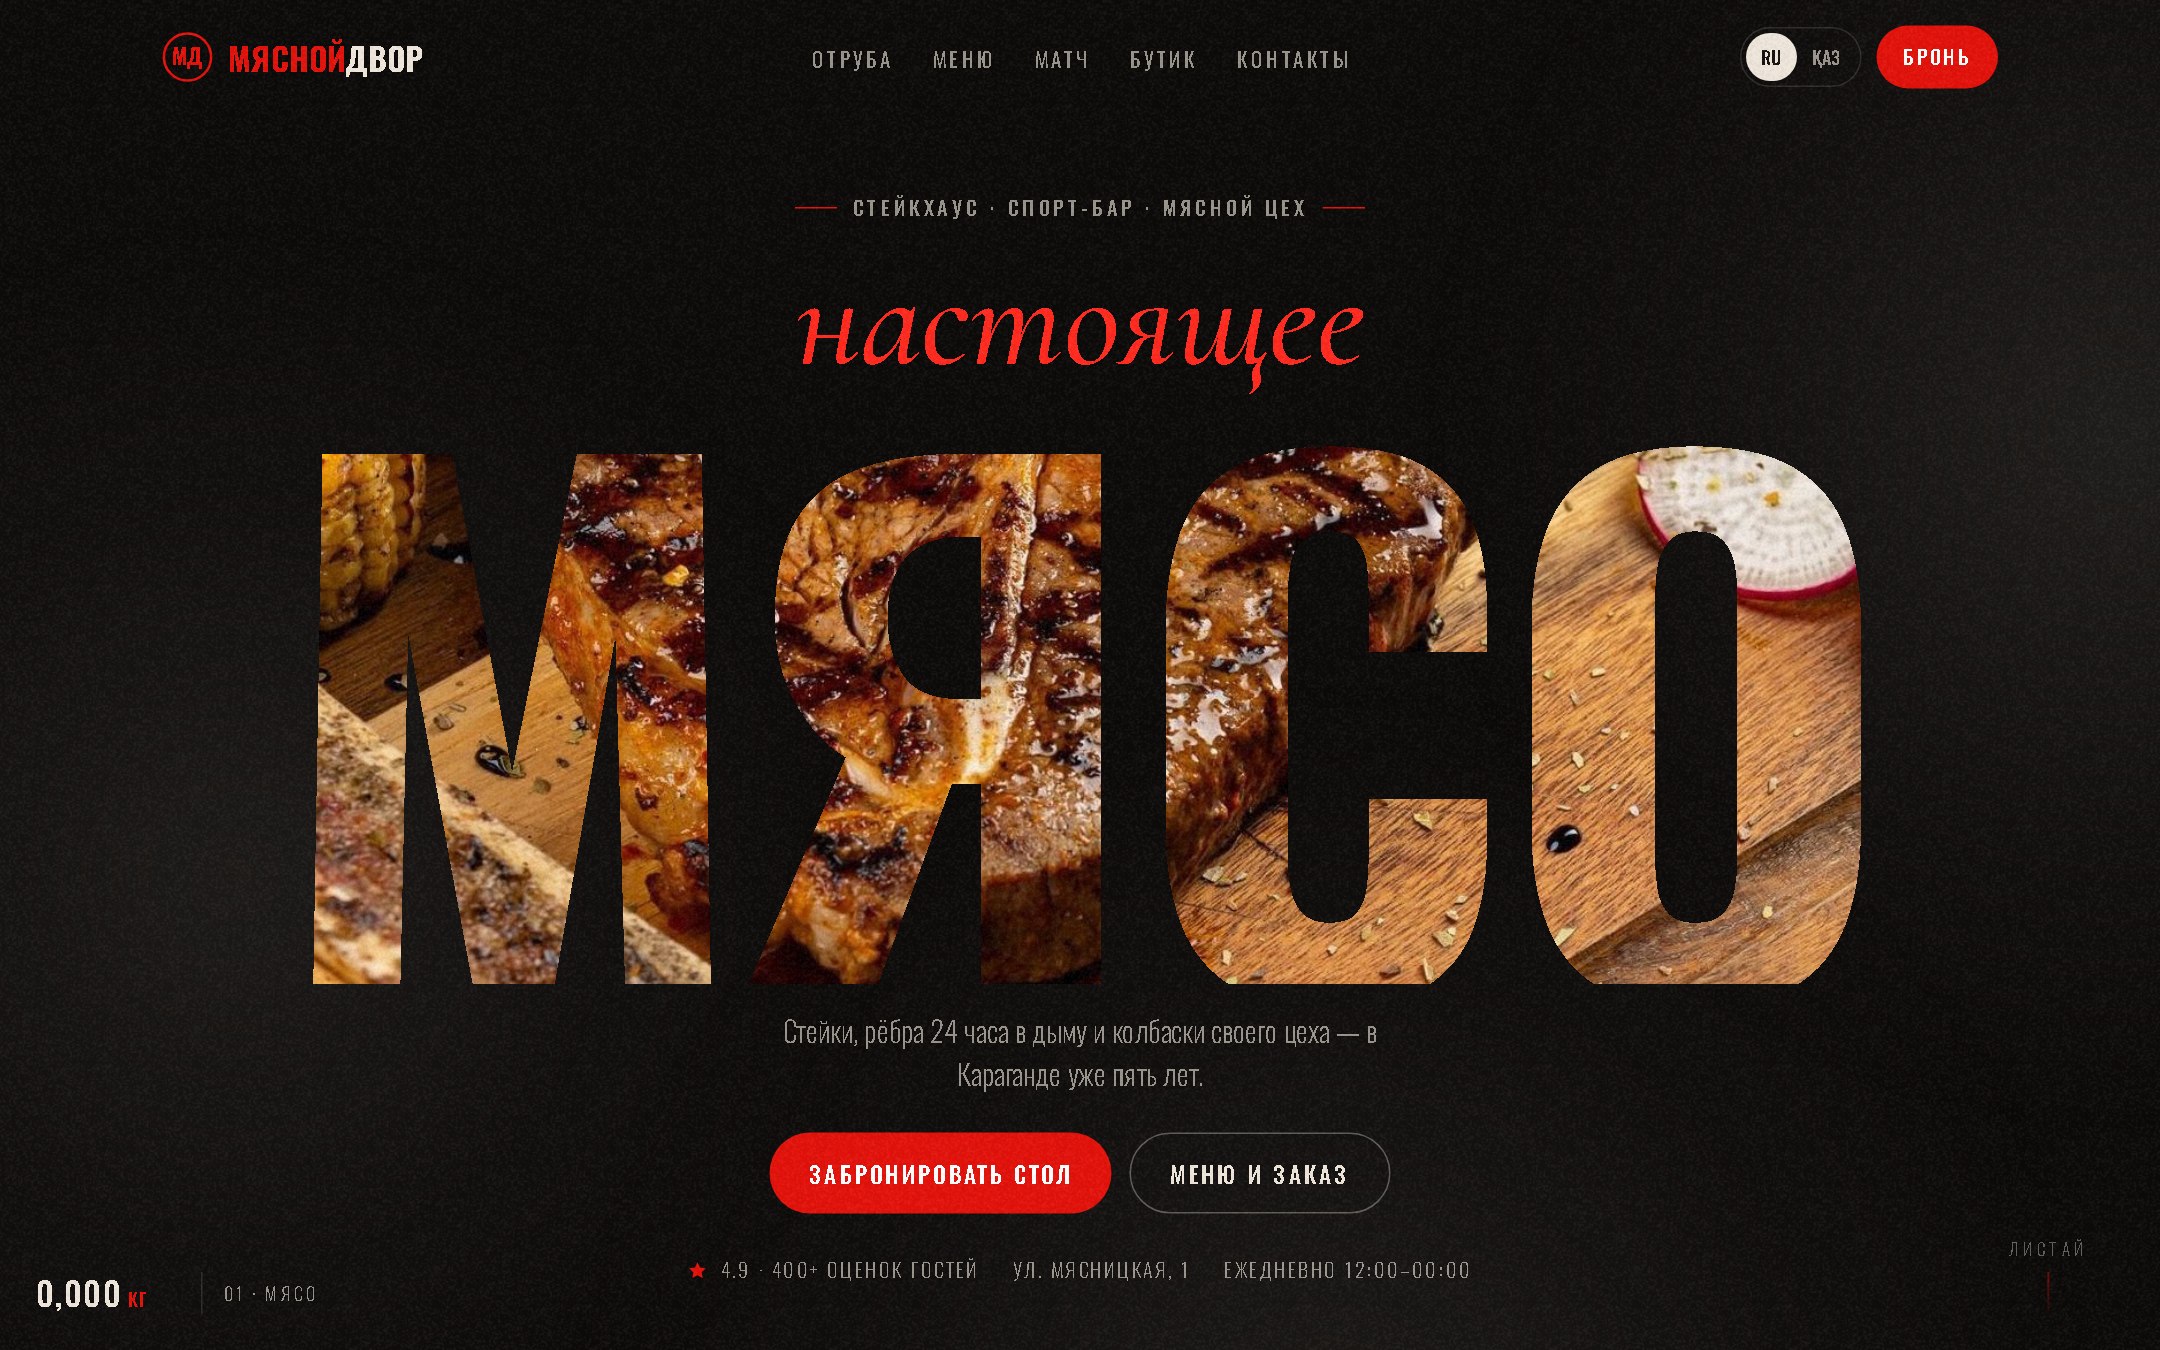 МД МЯСНОЙДВОР
ОТРУБА МЕНЮ МАТЧ БУТИК КОНТАКТЫ
RU ҚАЗ БРОНЬ
СТЕЙКХАУС · СПОРТ-БАР · МЯСНОЙ ЦЕХ
настоящее
МЯСО
Стейки, рёбра 24 часа в дыму и колбаски своего цеха — в
Караганде уже пять лет.
ЗАБРОНИРОВАТЬ СТОЛ МЕНЮ И ЗАКАЗ
★ 4.9 · 400+ ОЦЕНОК ГОСТЕЙ УЛ. МЯСНИЦКАЯ, 1 ЕЖЕДНЕВНО 12:00–00:00
ЛИСТАЙ
0,000 кг 01 · МЯСО